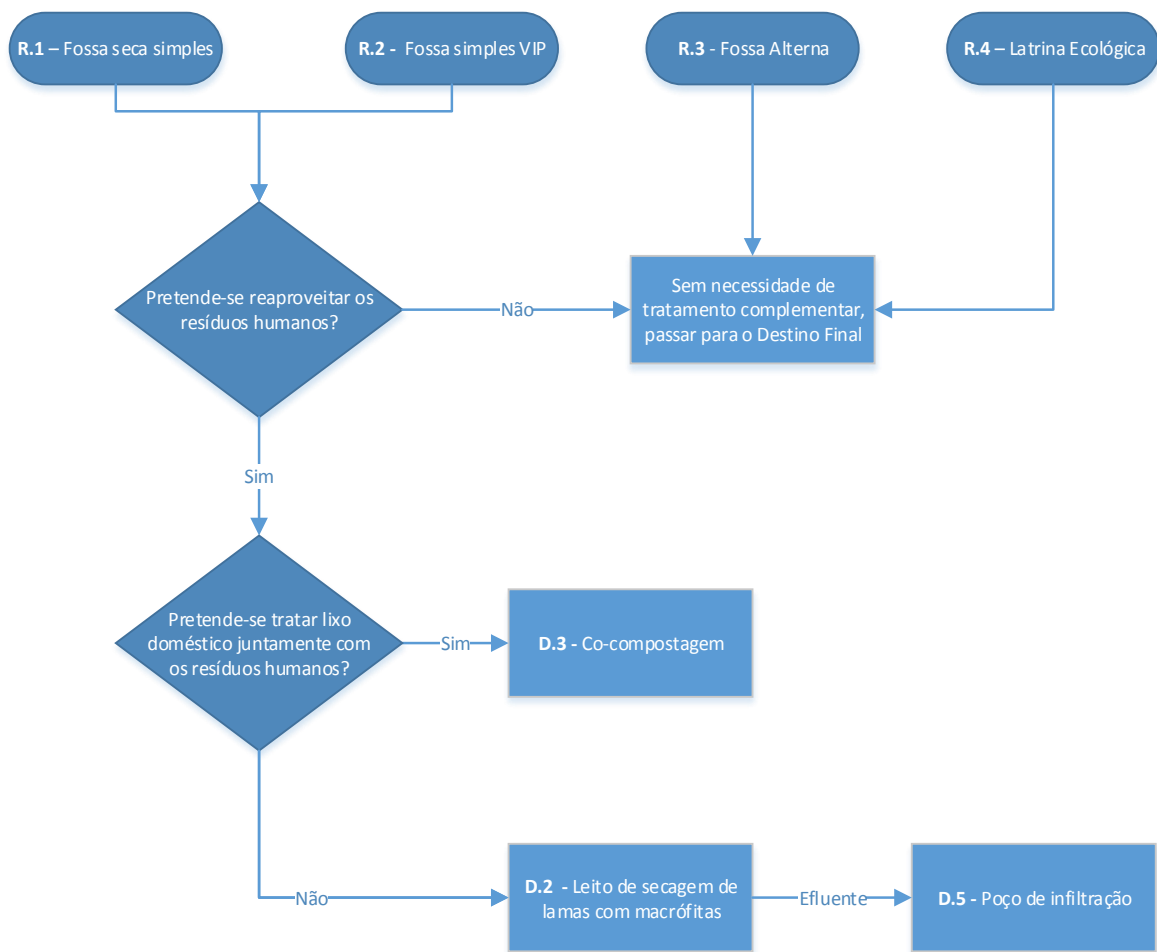 R.1 – Fossa seca simples
R.2 - Fossa simples VIP
R.3 - Fossa Alterna
R.4 – Latrina Ecológica
Pretende-se reaproveitar os
resíduos humanos?
Não
Sem necessidade de
tratamento complementar,
passar para o Destino Final
Sim
Pretende-se tratar lixo
doméstico juntamente com
os resíduos humanos?
Sim
D.3 - Co-compostagem
Não
D.2 - Leito de secagem de
lamas com macrófitas
Efluente
D.5 - Poço de infiltração